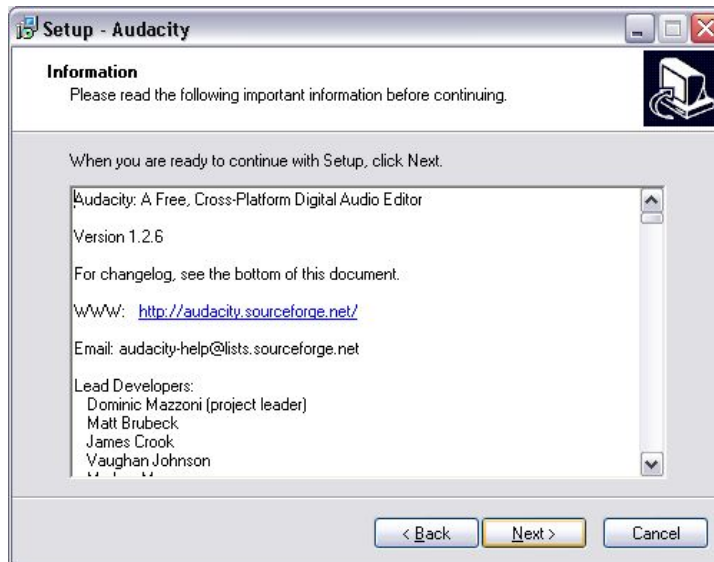 Setup - Audacity
Information
Please read the following important information before continuing.
When you are ready to continue with Setup, click Next.
Audacity: A Free, Cross-Platform Digital Audio Editor
Version 1.2.6
For changelog, see the bottom of this document.
WWW: http://audacity.sourceforge.net/
Email: audacity-help@lists.sourceforge.net
Lead Developers:
Dominic Mazzoni (project leader)
Matt Brubeck
James Crook
Vaughan Johnson
< Back Next > Cancel